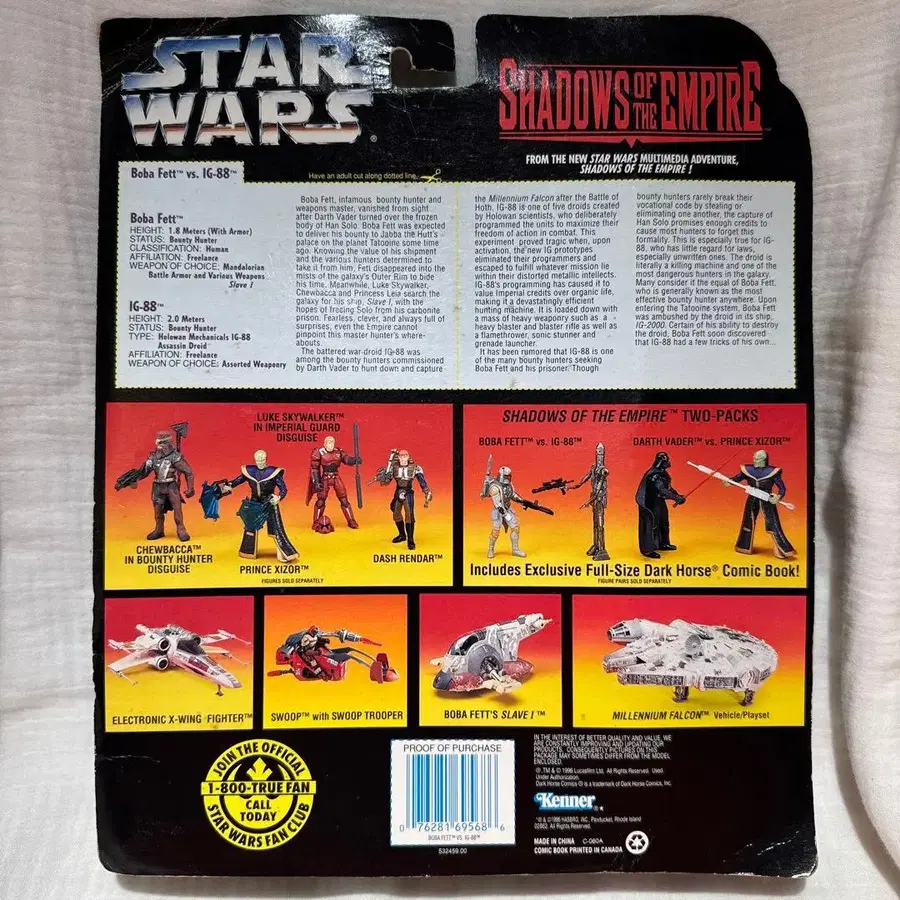 STAR
WARS®
SHADOWS OF THE EMPIRE™
FROM THE NEW STAR WARS MULTIMEDIA ADVENTURE,
SHADOWS OF THE EMPIRE !
Boba Fett™ vs. IG-88™
Have an adult cut along dotted line.
Boba Fett™
HEIGHT: 1.8 Meters (With Armor)
STATUS: Bounty Hunter
CLASSIFICATION: Human
AFFILIATION: Freelance
WEAPON OF CHOICE: Mandalorian
Battle Armor and Various Weapons
Slave I
IG-88™
HEIGHT: 2.0 Meters
STATUS: Bounty Hunter
TYPE: Holowan Mechanicals IG-88
Assassin Droid
AFFILIATION: Freelance
WEAPON OF CHOICE: Assorted Weaponry
Boba Fett, infamous bounty hunter and
weapons master, vanished from sight
after Darth Vader turned over the frozen
body of Han Solo. Boba Fett was expected
to deliver his bounty to Jabba the Hutt's
palace on the planet Tatooine some time
ago. Knowing the value of his shipment
and the various hunters determined to
take it from him, Fett disappeared into the
mists of the galaxy's Outer Rim to bide
his time. Meanwhile, Luke Skywalker,
Chewbacca and Princess Leia search the
galaxy for his ship, Slave I, with the
hopes of freeing Solo from his carbonite
prison. Fearless, clever, and always full of
surprises, even the Empire cannot
pinpoint this master hunter's where-
abouts.
The battered war-droid IG-88 was
among the bounty hunters commissioned
by Darth Vader to hunt down and capture
the Millennium Falcon after the Battle of
Hoth. IG-88 is one of five droids created
by Holowan scientists, who deliberately
programmed the units to maximize their
freedom of action in combat. This
experiment proved tragic when, upon
activation, the new IG prototypes
eliminated their programmers and
escaped to fulfill whatever mission lie
within their distorted metallic intellects.
IG-88's programming has caused it to
value Imperial credits over organic life,
making it a devastatingly efficient
hunting machine. It is loaded down with
a mass of heavy weaponry such as a
heavy blaster and blaster rifle as well as
a flamethrower, sonic stunner and
grenade launcher.
It has been rumored that IG-88 is one
of the many bounty hunters seeking
Boba Fett and his prisoner. Though
bounty hunters rarely break their
vocational code by stealing or
eliminating one another, the capture of
Han Solo promises enough credits to
cause most hunters to forget this
formality. This is especially true for IG-
88, who has little regard for laws,
especially unwritten ones. The droid is
literally a killing machine and one of the
most dangerous hunters in the galaxy.
Many consider it the equal of Boba Fett,
who is generally known as the most
effective bounty hunter anywhere. Upon
entering the Tatooine system, Boba Fett
was ambushed by the droid in its ship,
IG-2000. Certain of his ability to destroy
the droid, Boba Fett soon discovered
that IG-88 had a few tricks of his own...
LUKE SKYWALKER™
IN IMPERIAL GUARD
DISGUISE
CHEWBACCA™
IN BOUNTY HUNTER
DISGUISE
PRINCE XIZOR™
DASH RENDAR™
FIGURES SOLD SEPARATELY
SHADOWS OF THE EMPIRE™ TWO-PACKS
BOBA FETT™ vs. IG-88™
DARTH VADER™ vs. PRINCE XIZOR™
Includes Exclusive Full-Size Dark Horse® Comic Book!
FIGURE PAIRS SOLD SEPARATELY
ELECTRONIC X-WING FIGHTER™
SWOOP™ with SWOOP TROOPER
BOBA FETT'S SLAVE I™
MILLENNIUM FALCON™ Vehicle/Playset
JOIN THE OFFICIAL
1-800-TRUE FAN
CALL
TODAY
STAR WARS FAN CLUB
PROOF OF PURCHASE
0 76281 69568 6
BOBA FETT™ VS. IG-88™
532459.00
IN THE INTEREST OF BETTER QUALITY AND VALUE, WE
ARE CONSTANTLY IMPROVING AND UPDATING OUR
PRODUCTS. CONSEQUENTLY PICTURES ON THIS
PACKAGE MAY SOMETIMES DIFFER FROM THE MODEL
ENCLOSED.
®,TM & © 1996 Lucasfilm Ltd. All Rights Reserved. Used
Under Authorization.
Dark Horse Comics ® is a trademark of Dark Horse Comics, Inc.
Kenner®
*® & ©1996 HASBRO, INC. Pawtucket, Rhode Island
02862. All Rights Reserved.
MADE IN CHINA C-060A
COMIC BOOK PRINTED IN CANADA